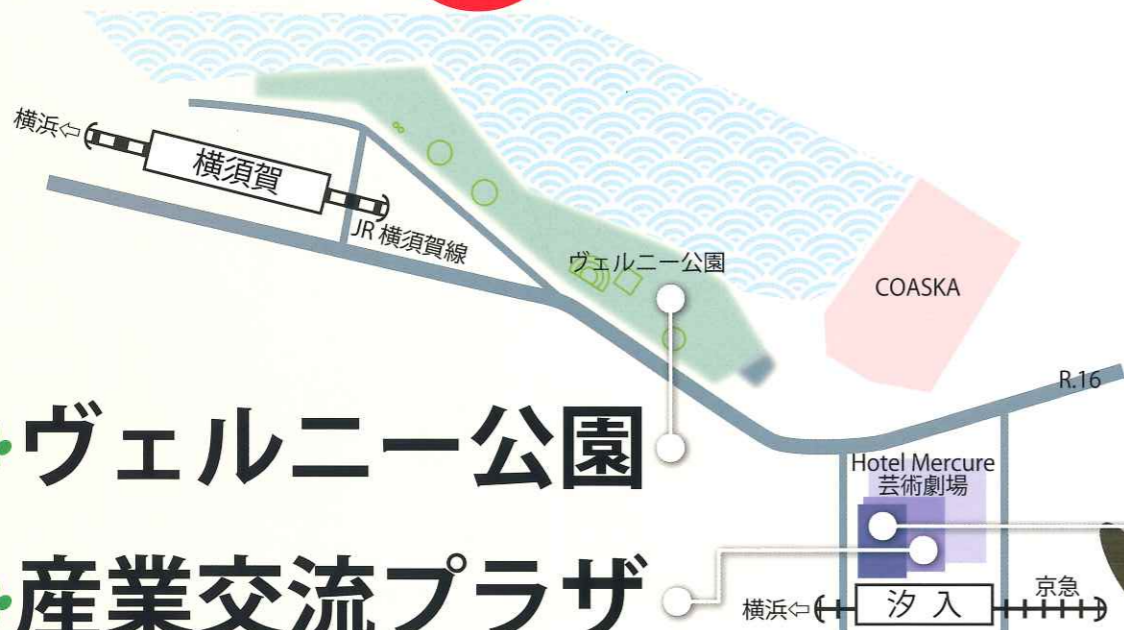 横浜⇦
横須賀
JR 横須賀線
ヴェルニー公園
COASKA
R.16
ヴェルニー公園
Hotel Mercure
芸術劇場
産業交流プラザ
横浜⇦
汐入
京急